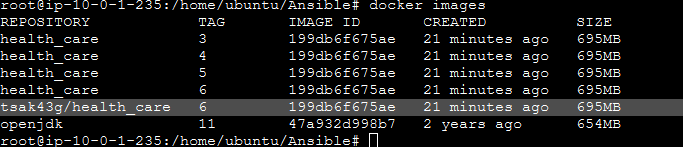 root@ip-10-0-1-235:/home/ubuntu/Ansible# docker images
REPOSITORY TAG IMAGE ID CREATED SIZE
health_care 3 199db6f675ae 21 minutes ago 695MB
health_care 4 199db6f675ae 21 minutes ago 695MB
health_care 5 199db6f675ae 21 minutes ago 695MB
health_care 6 199db6f675ae 21 minutes ago 695MB
tsak43g/health_care 6 199db6f675ae 21 minutes ago 695MB
openjdk 11 47a932d998b7 2 years ago 654MB
root@ip-10-0-1-235:/home/ubuntu/Ansible#